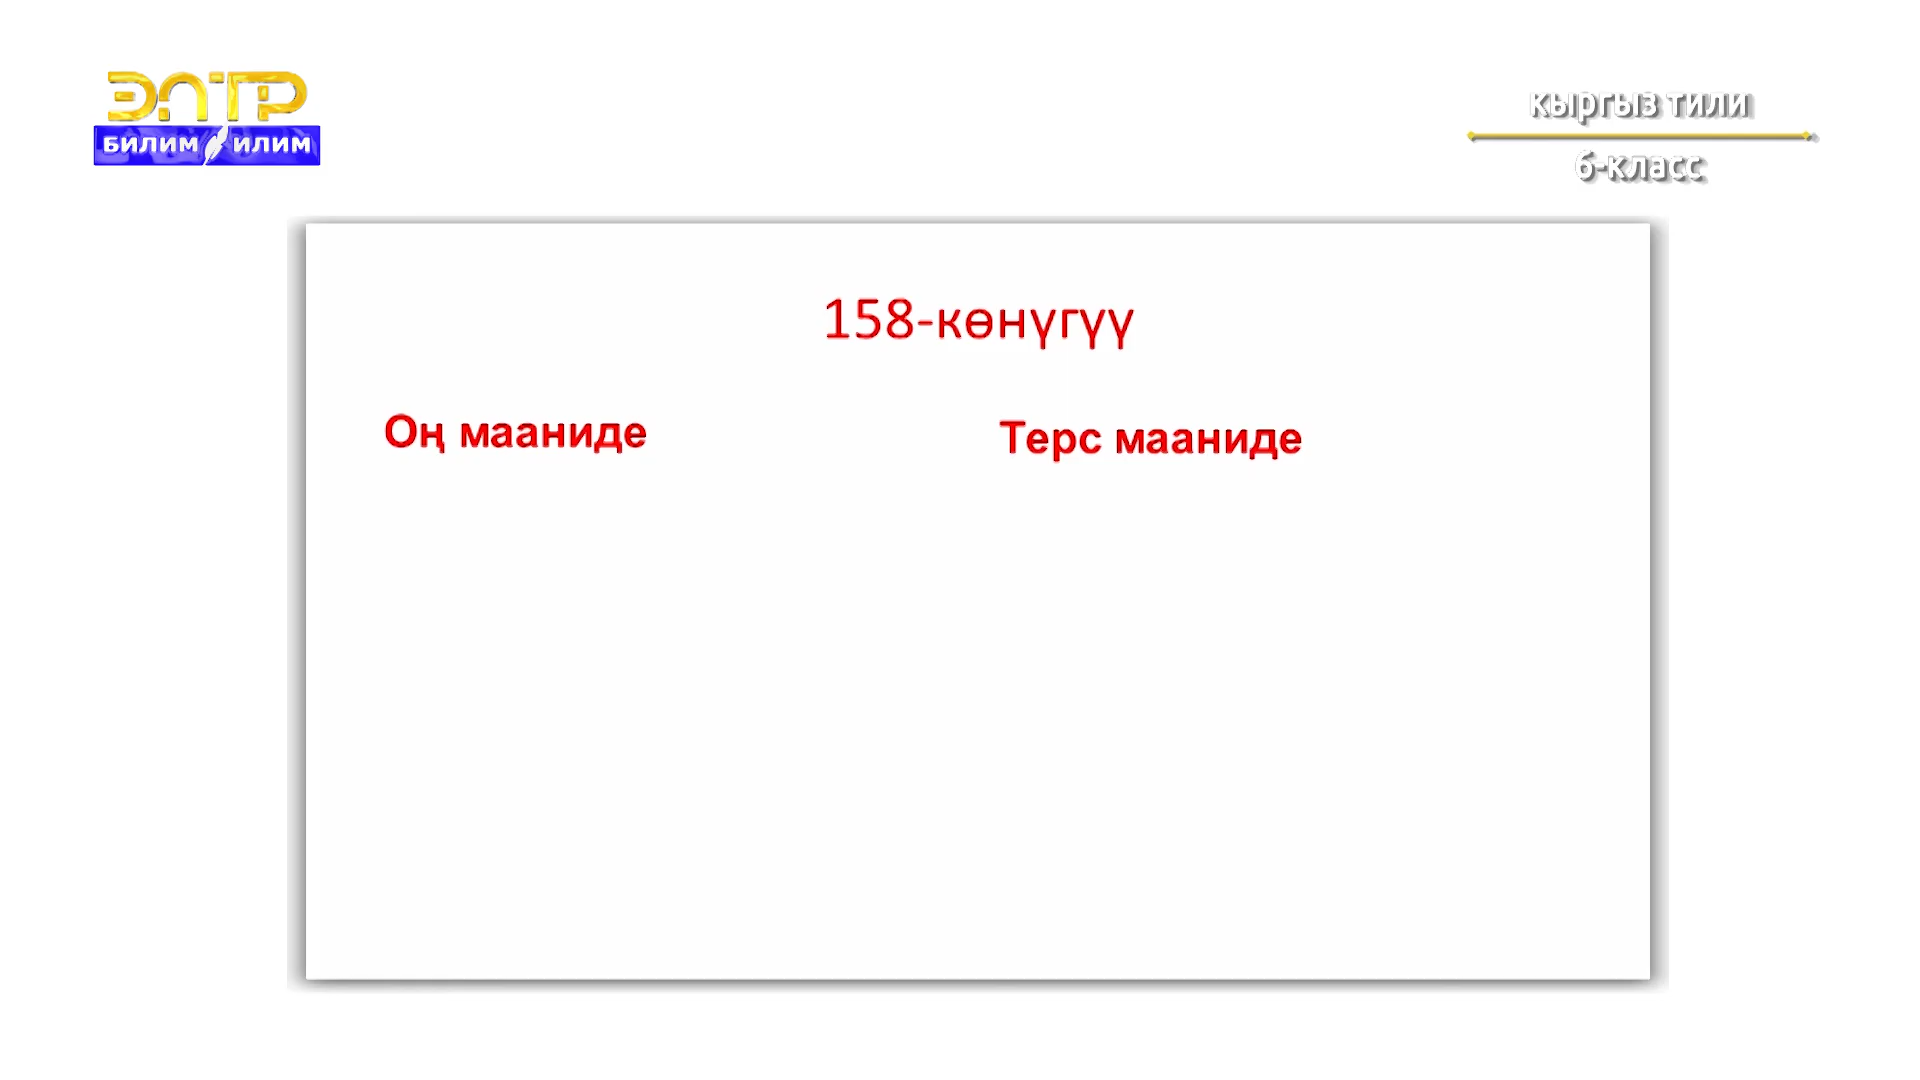 ЭЛТР
БИЛИМ ИЛИМ
кыргыз тили
6-класс
158-көнүгүү
Оң мааниде
Терс мааниде